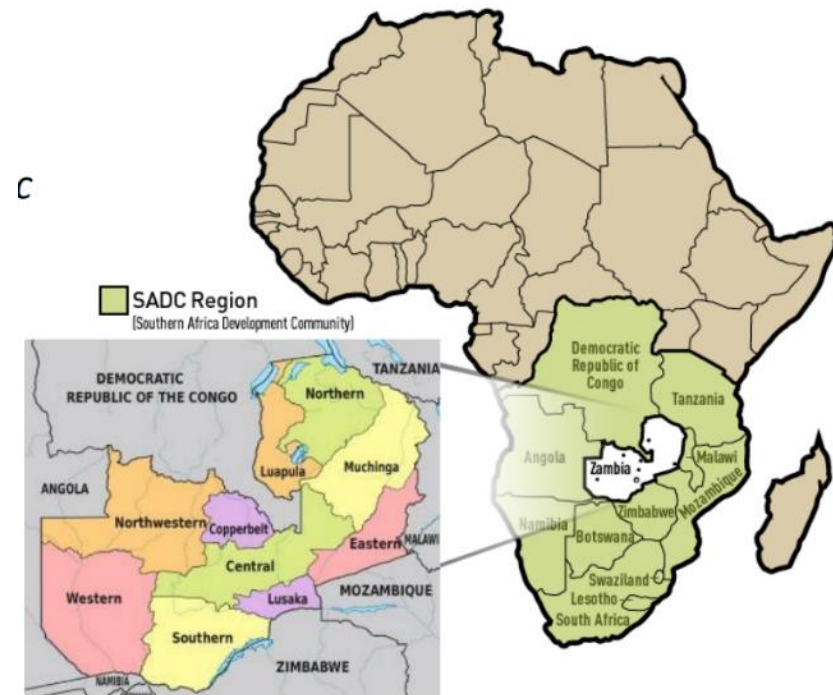 c
SADC Region
(Southern Africa Development Community)
DEMOCRATIC
REPUBLIC OF THE CONGO
TANZANIA
Northern
Luapula
Muchinga
ANGOLA
Northwestern
Copperbelt
Central
Eastern
MALAWI
Western
Lusaka
MOZAMBIQUE
Southern
ZIMBABWE
NAMIBIA
Democratic
Republic of
Congo
Tanzania
Angola
Zambia
Malawi
Mozambique
Namibia
Zimbabwe
Botswana
Swaziland
Lesotho
South Africa